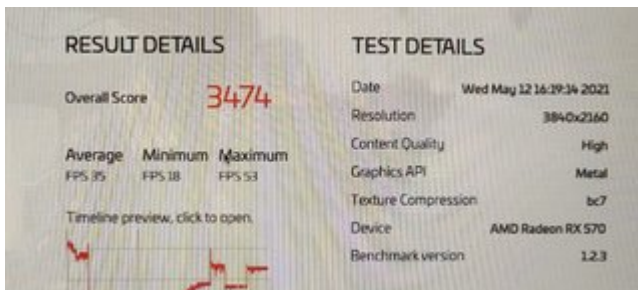 RESULT DETAILS
Overall Score 3474
Average Minimum Maximum
FPS 35 FPS 18 FPS 53
Timeline preview, click to open.
TEST DETAILS
Date Wed May 12 16:19:14 2021
Resolution 3840x2160
Content Quality High
Graphics API Metal
Texture Compression bc7
Device AMD Radeon RX 570
Benchmark version 1.2.3